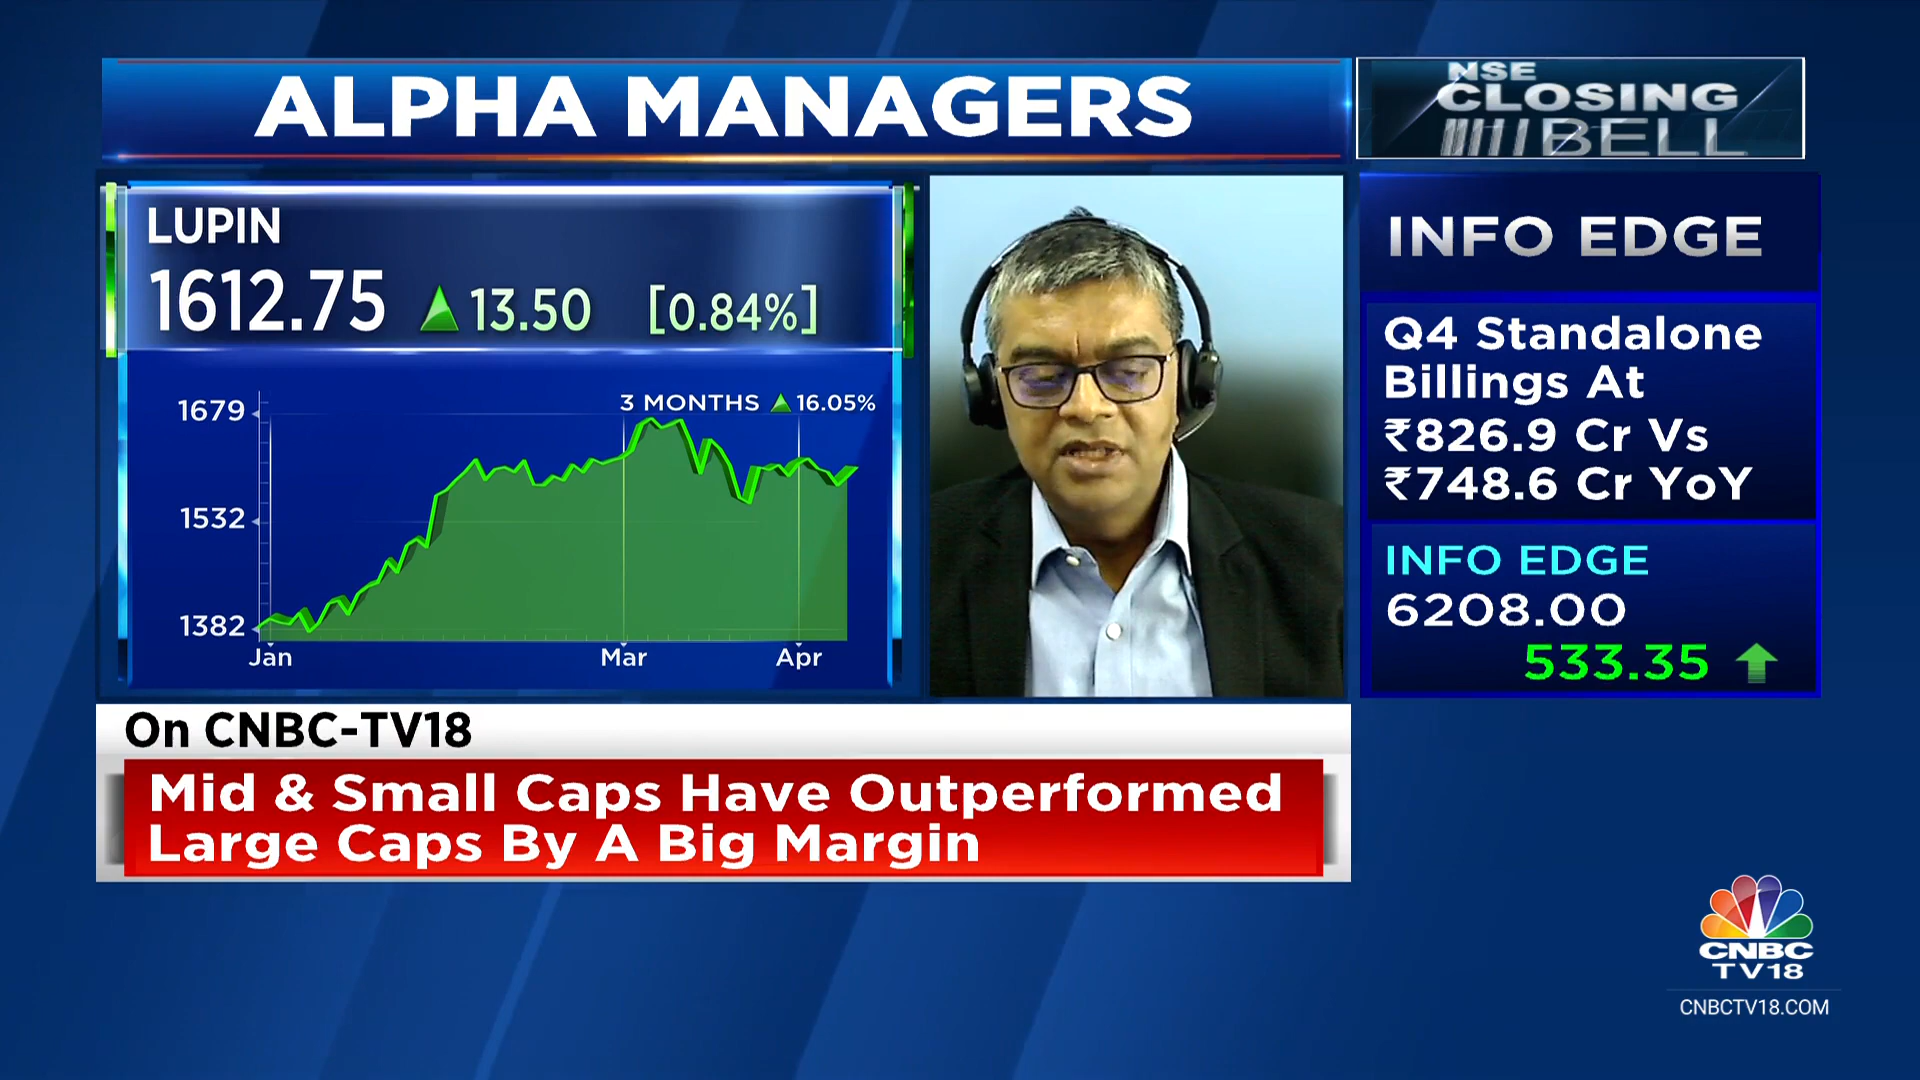 ALPHA MANAGERS
NSE
CLOSING
BELL
LUPIN
1612.75 ▲ 13.50 [0.84%]
3 MONTHS ▲ 16.05%
1679
1532
1382
Jan Mar Apr
INFO EDGE
Q4 Standalone
Billings At
₹826.9 Cr Vs
₹748.6 Cr YoY
INFO EDGE
6208.00
533.35
On CNBC-TV18
Mid & Small Caps Have Outperformed
Large Caps By A Big Margin
CNBC
TV18
CNBCTV18.COM